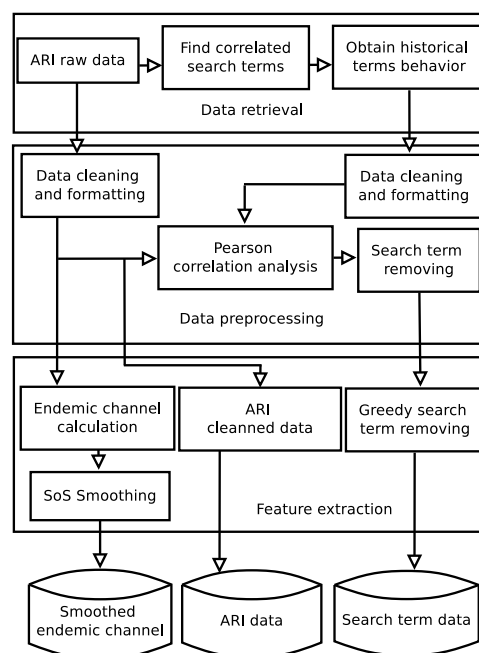 ARI raw data
Find correlated
search terms
Obtain historical
terms behavior
Data retrieval
Data cleaning
and formatting
Data cleaning
and formatting
Pearson
correlation analysis
Search term
removing
Data preprocessing
Endemic channel
calculation
ARI
cleanned data
Greedy search
term removing
SoS Smoothing
Feature extraction
Smoothed
endemic channel
ARI data
Search term data